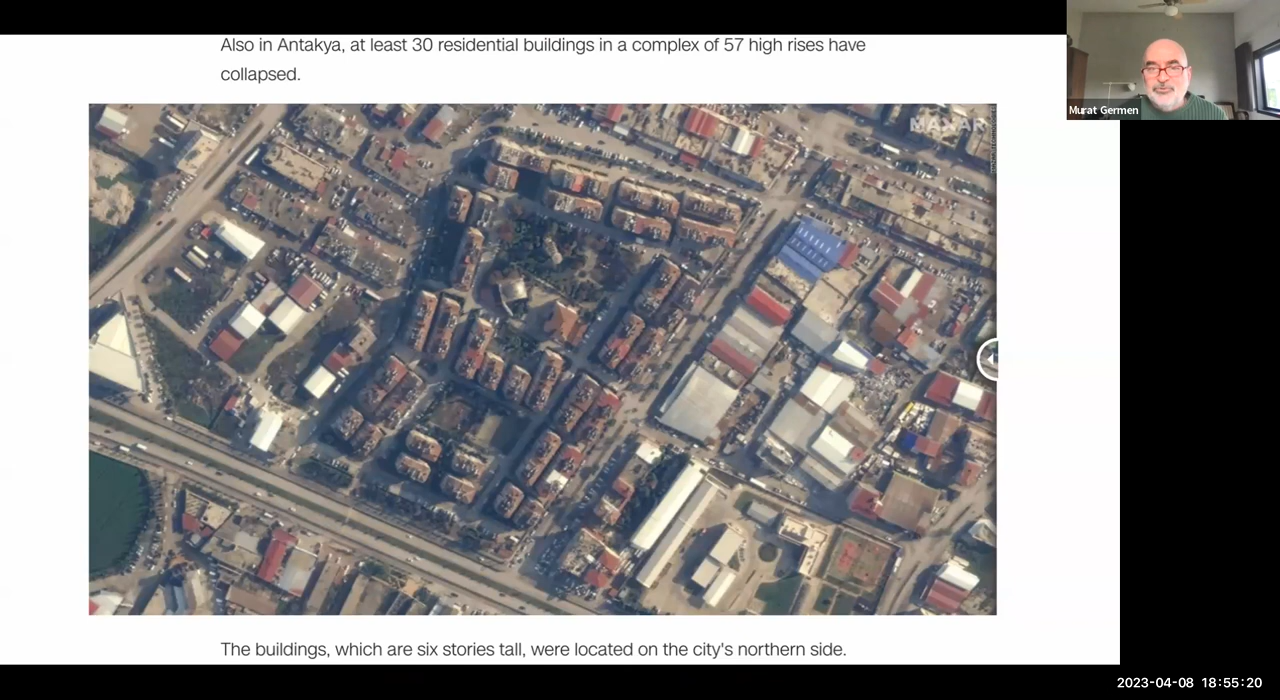 Also in Antakya, at least 30 residential buildings in a complex of 57 high rises have
collapsed.
MAXAR
Murat Germen
The buildings, which are six stories tall, were located on the city's northern side.
2023-04-08 18:55:20